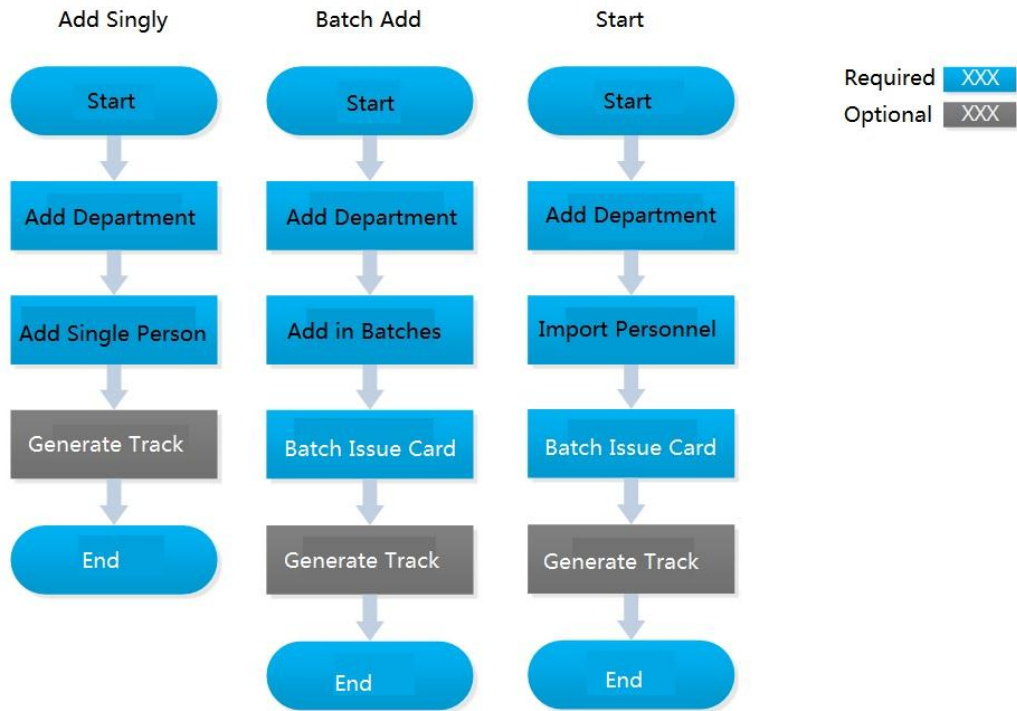 Add Singly
Batch Add
Start
Required XXX
Optional XXX
Start
Add Department
Add Single Person
Generate Track
End
Start
Add Department
Add in Batches
Batch Issue Card
Generate Track
End
Start
Add Department
Import Personnel
Batch Issue Card
Generate Track
End